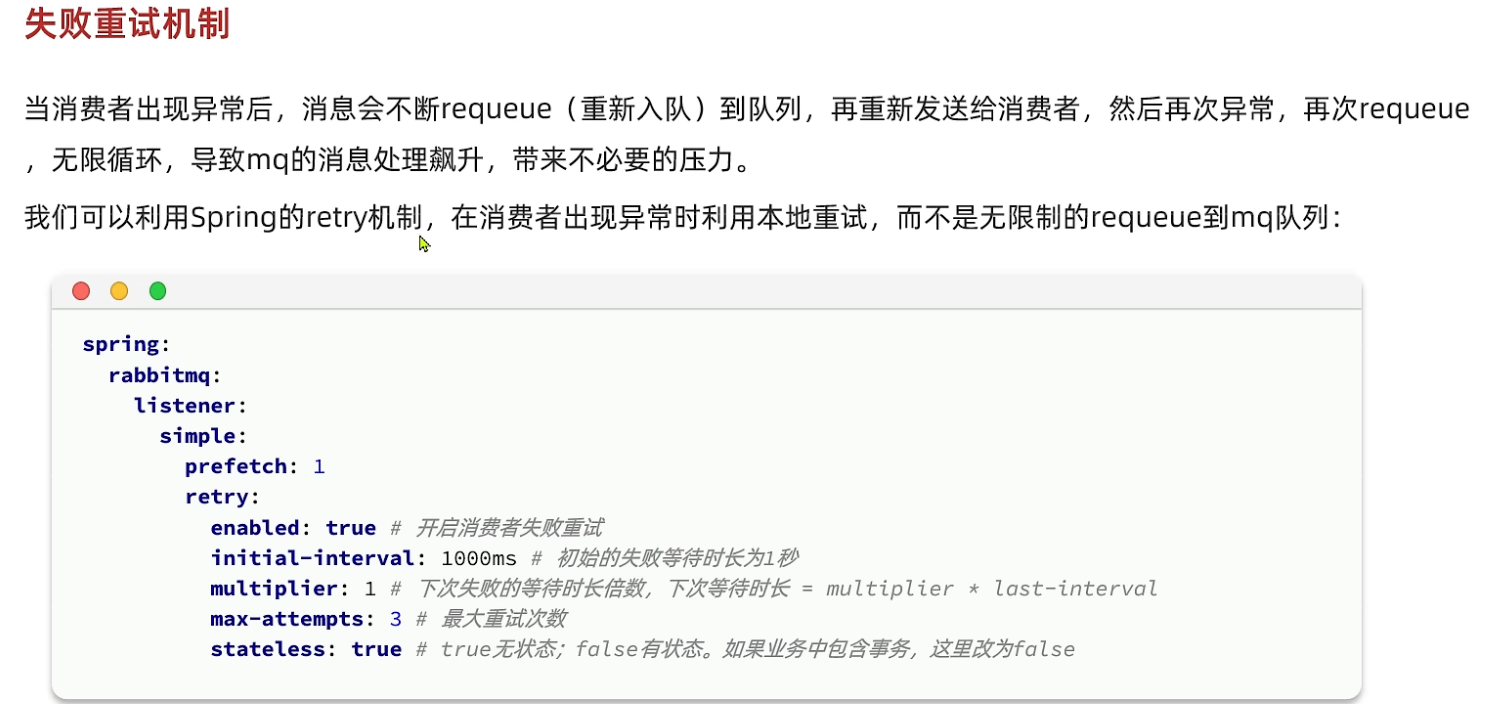 失败重试机制
当消费者出现异常后，消息会不断requeue（重新入队）到队列，再重新发送给消费者，然后再次异常，再次requeue
，无限循环，导致mq的消息处理飙升，带来不必要的压力。
我们可以利用Spring的retry机制，在消费者出现异常时利用本地重试，而不是无限制的requeue到mq队列：
spring:
  rabbitmq:
    listener:
      simple:
        prefetch: 1
        retry:
          enabled: true # 开启消费者失败重试
          initial-interval: 1000ms # 初始的失败等待时长为1秒
          multiplier: 1 # 下次失败的等待时长倍数，下次等待时长 = multiplier * last-interval
          max-attempts: 3 # 最大重试次数
          stateless: true # true无状态；false有状态。如果业务中包含事务，这里改为false